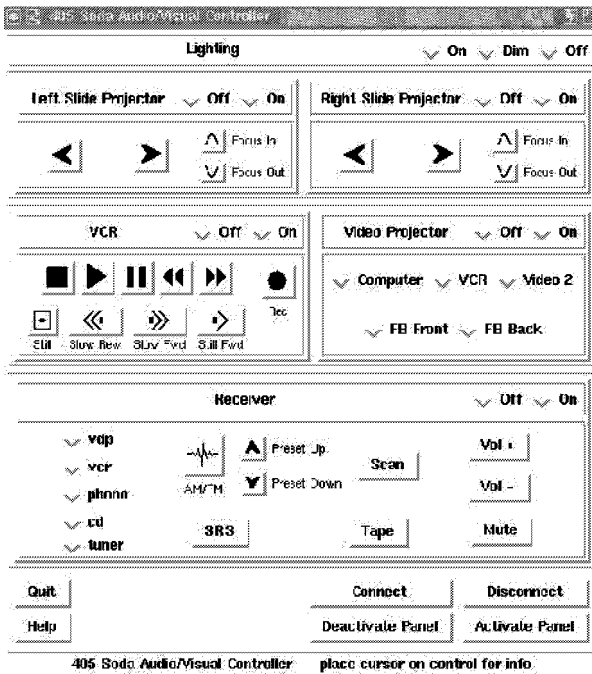 405 Soda Audio/Visual Controller
Lighting On Dim Off
Left Slide Projector Off On
Focus In
Focus Out
Right Slide Projector Off On
Focus In
Focus Out
VCR Off On
Rec
Still Slow Rew Slow Fwd Still Fwd
Video Projector Off On
Computer VCR Video 2
FB Front FB Back
Receiver Off On
vdp
vcr
phono
cd
tuner
AM/FM
Preset Up
Preset Down
Scan
Vol +
Vol -
SRS
Tape
Mute
Quit
Help
Connect Disconnect
Deactivate Panel Activate Panel
405 Soda Audio/Visual Controller place cursor on control for info